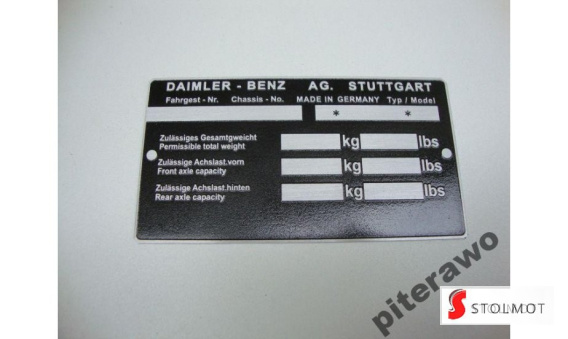 DAIMLER - BENZ AG. STUTTGART
Fahrgest - Nr. Chassis - No. MADE IN GERMANY Typ / Model
* *
Zulässiges Gesamtgweicht
Permissible total weight
kg lbs
Zulässige Achslast.vorn
Front axle capacity
kg lbs
Zulässige Achslast.hinten
Rear axle capacity
kg lbs
piterawo
STOLMOT